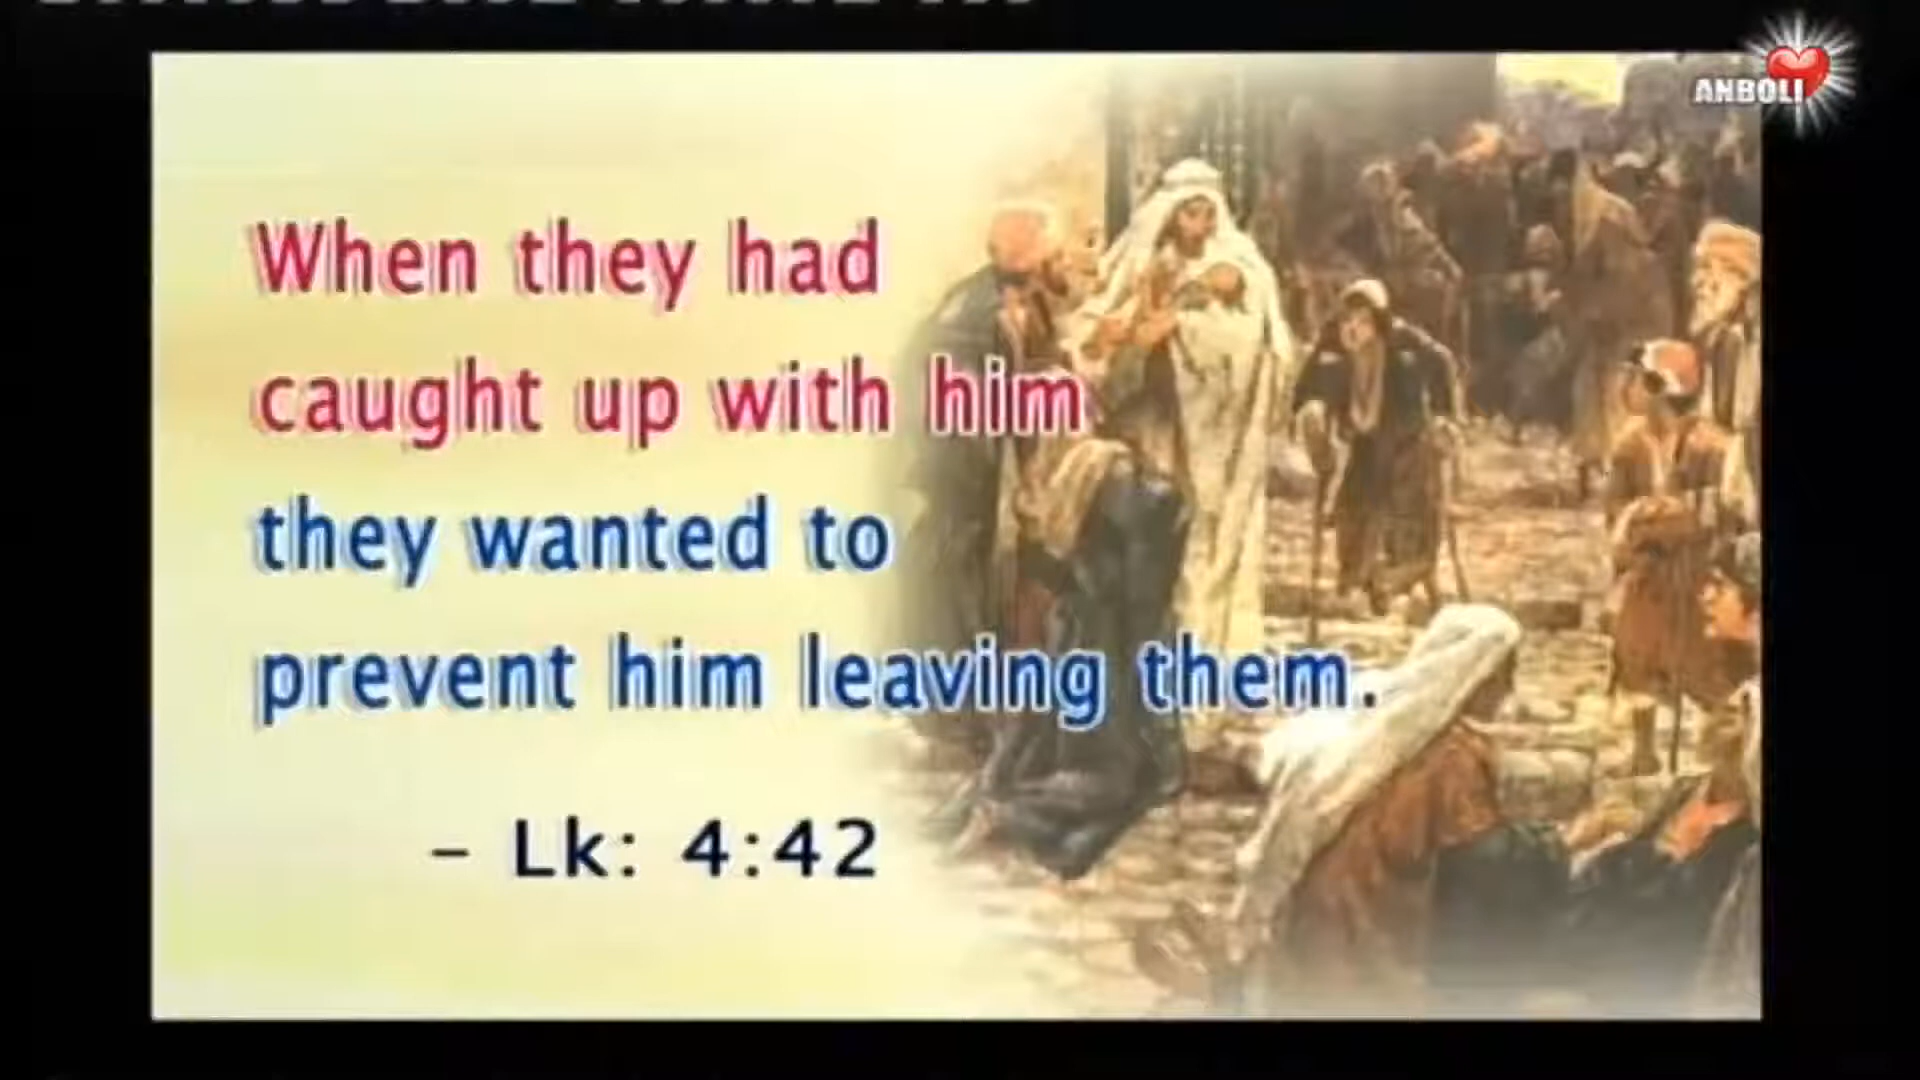 ANBOLI
When they had
caught up with him
they wanted to
prevent him leaving them.
- Lk: 4:42